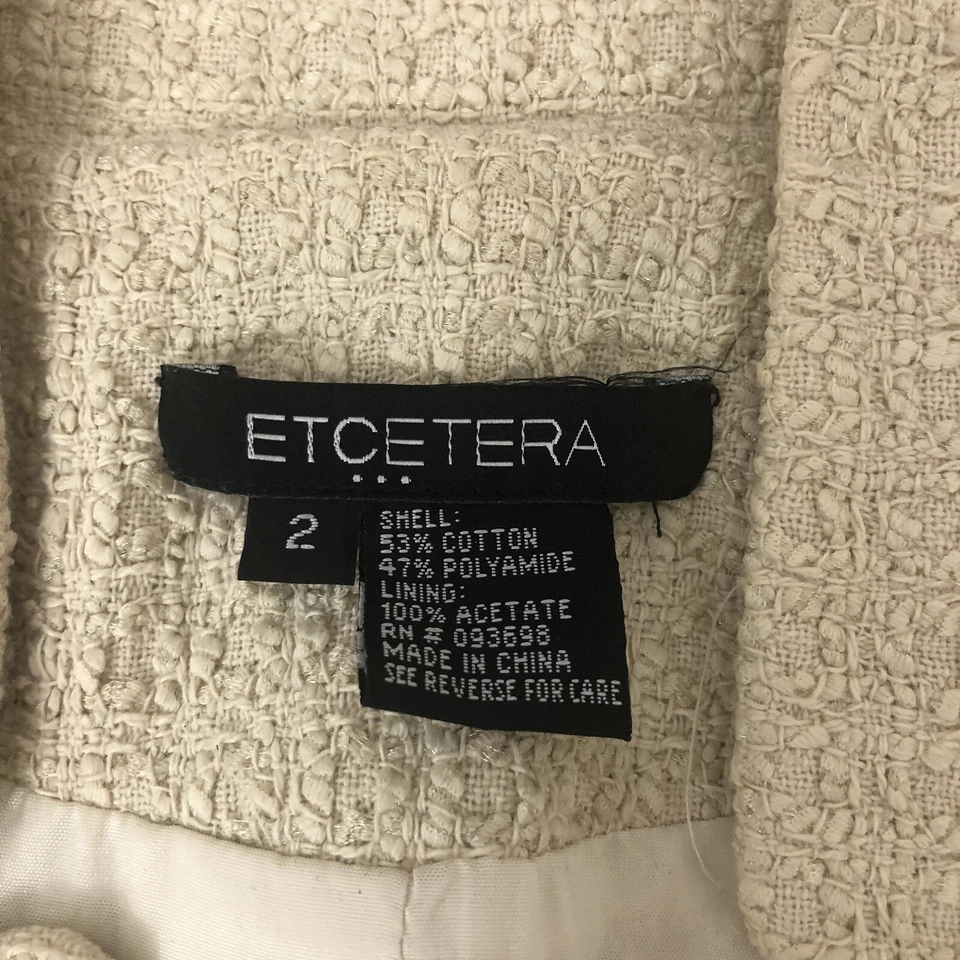 ETCETERA
...
2
SHELL:
53% COTTON
47% POLYAMIDE
LINING:
100% ACETATE
RN # 093698
MADE IN CHINA
SEE REVERSE FOR CARE